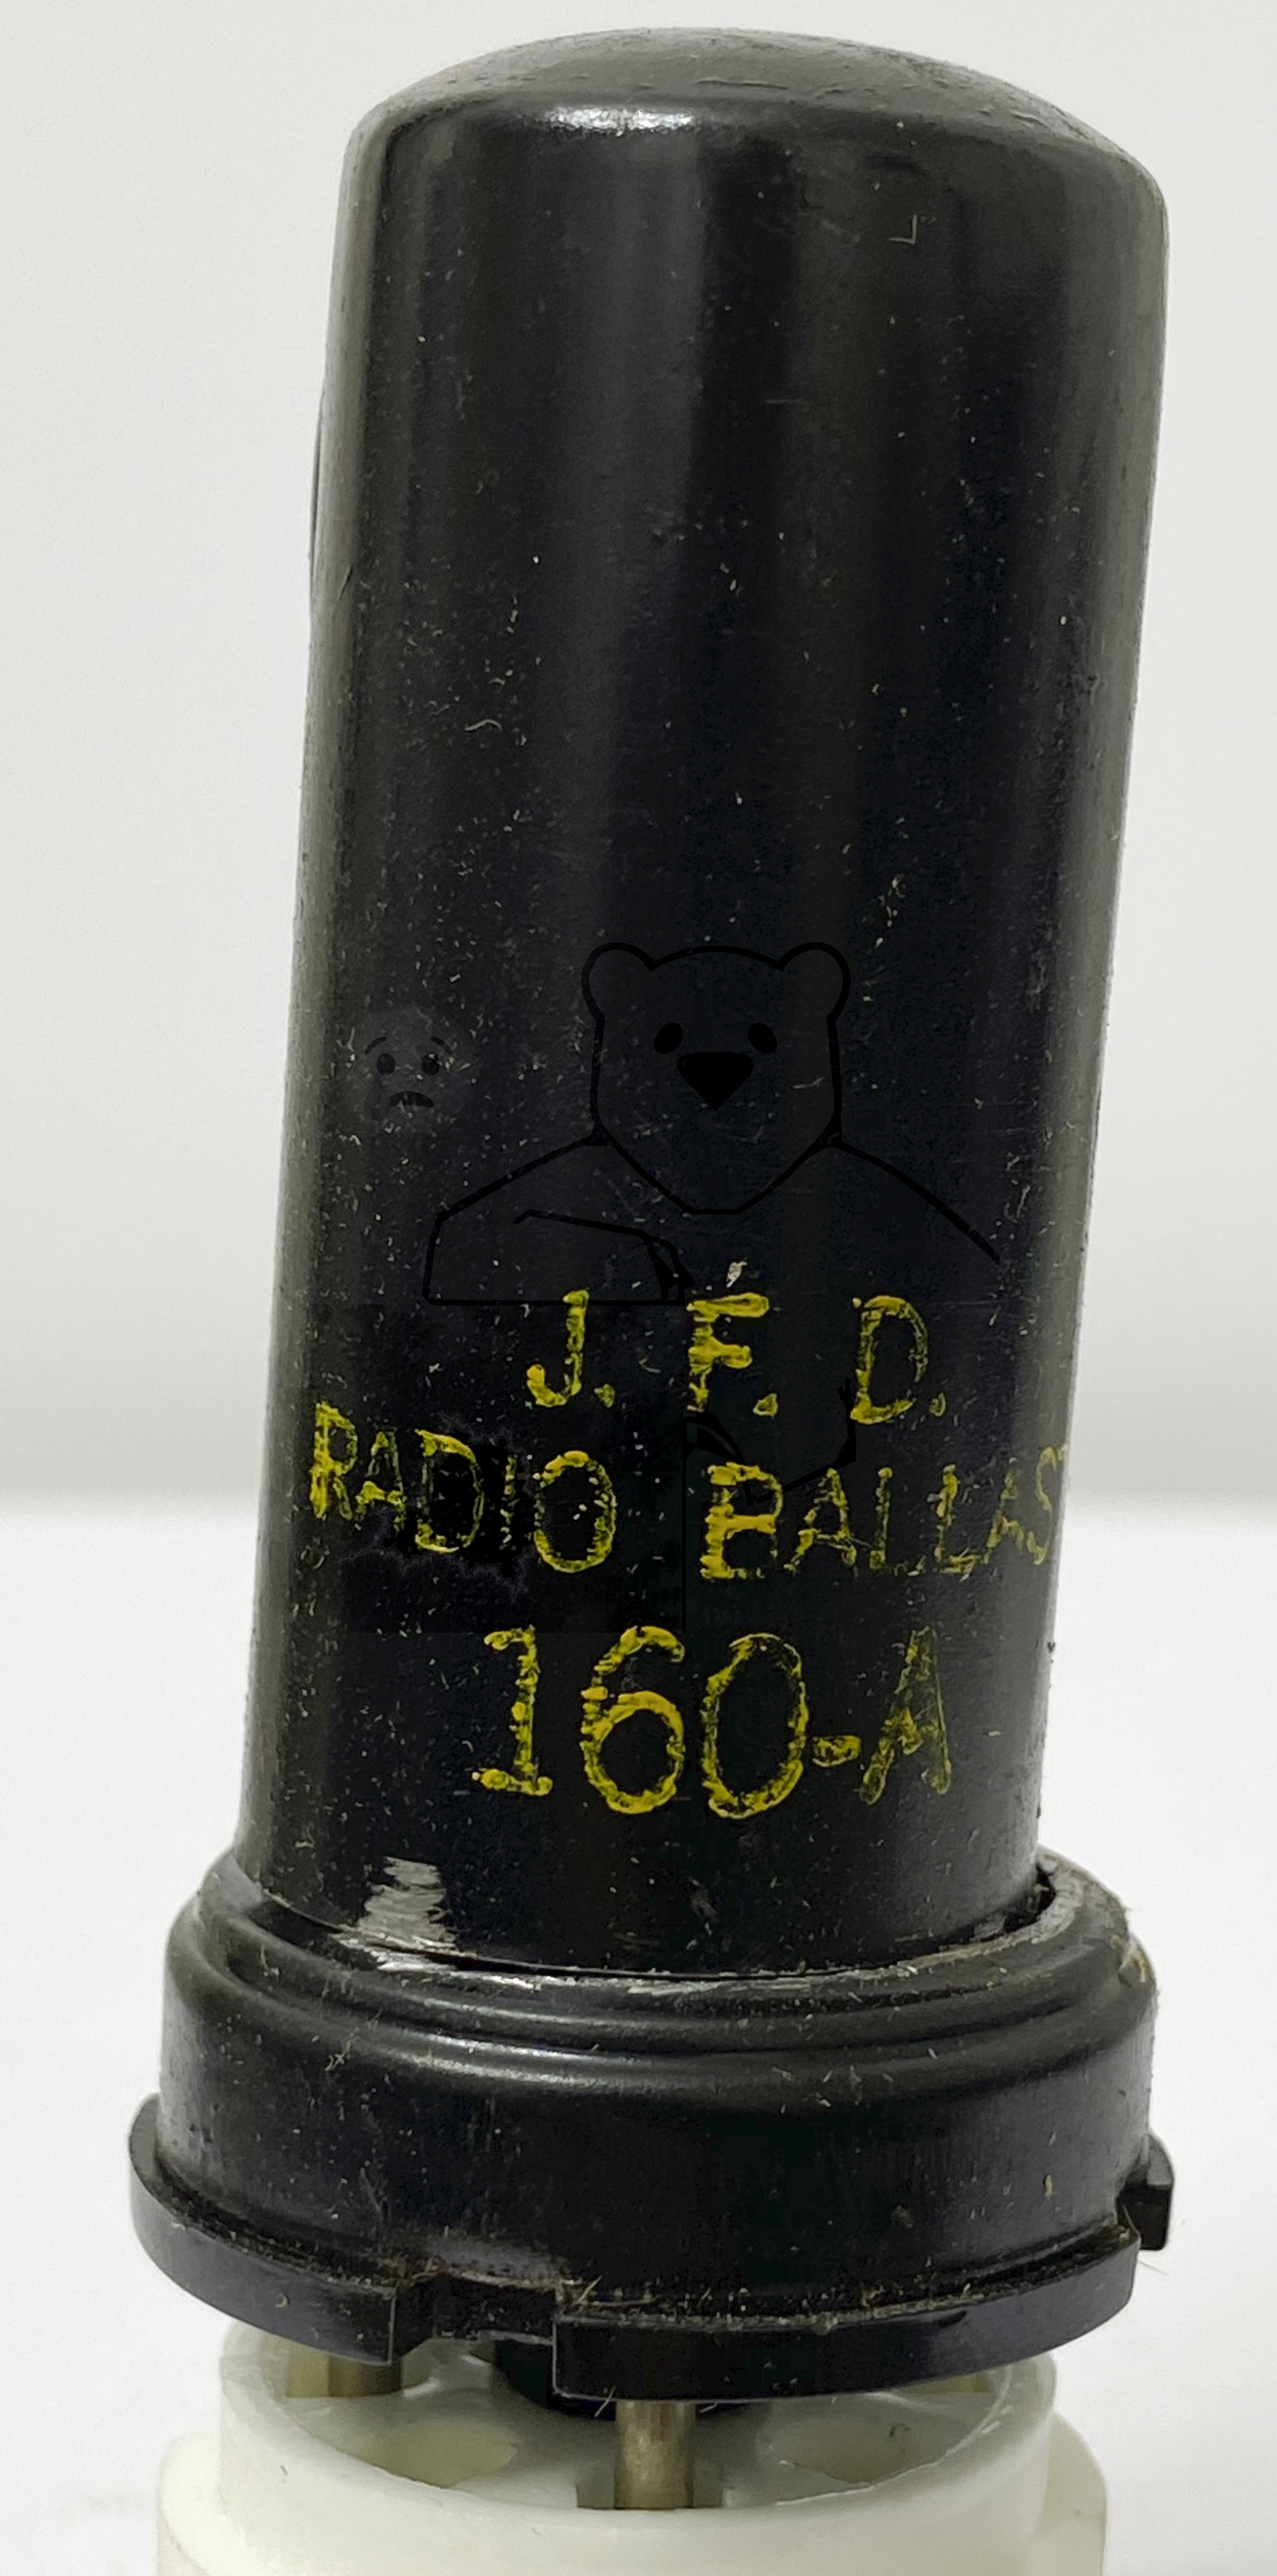 J. F. D.
RADIO BALLAST
160-A